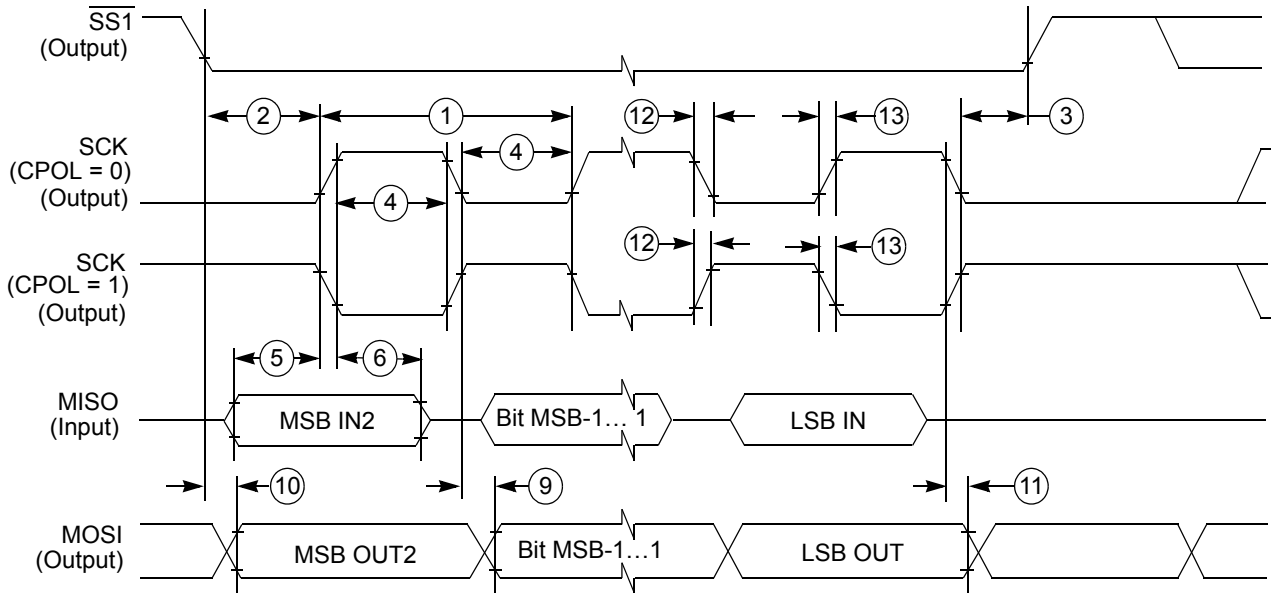 SS1
(Output)
2
1
12
13
3
SCK
(CPOL = 0)
(Output)
4
4
12
13
SCK
(CPOL = 1)
(Output)
5
6
MISO
(Input)
MSB IN2
Bit MSB-1... 1
LSB IN
10
9
11
MOSI
(Output)
MSB OUT2
Bit MSB-1...1
LSB OUT